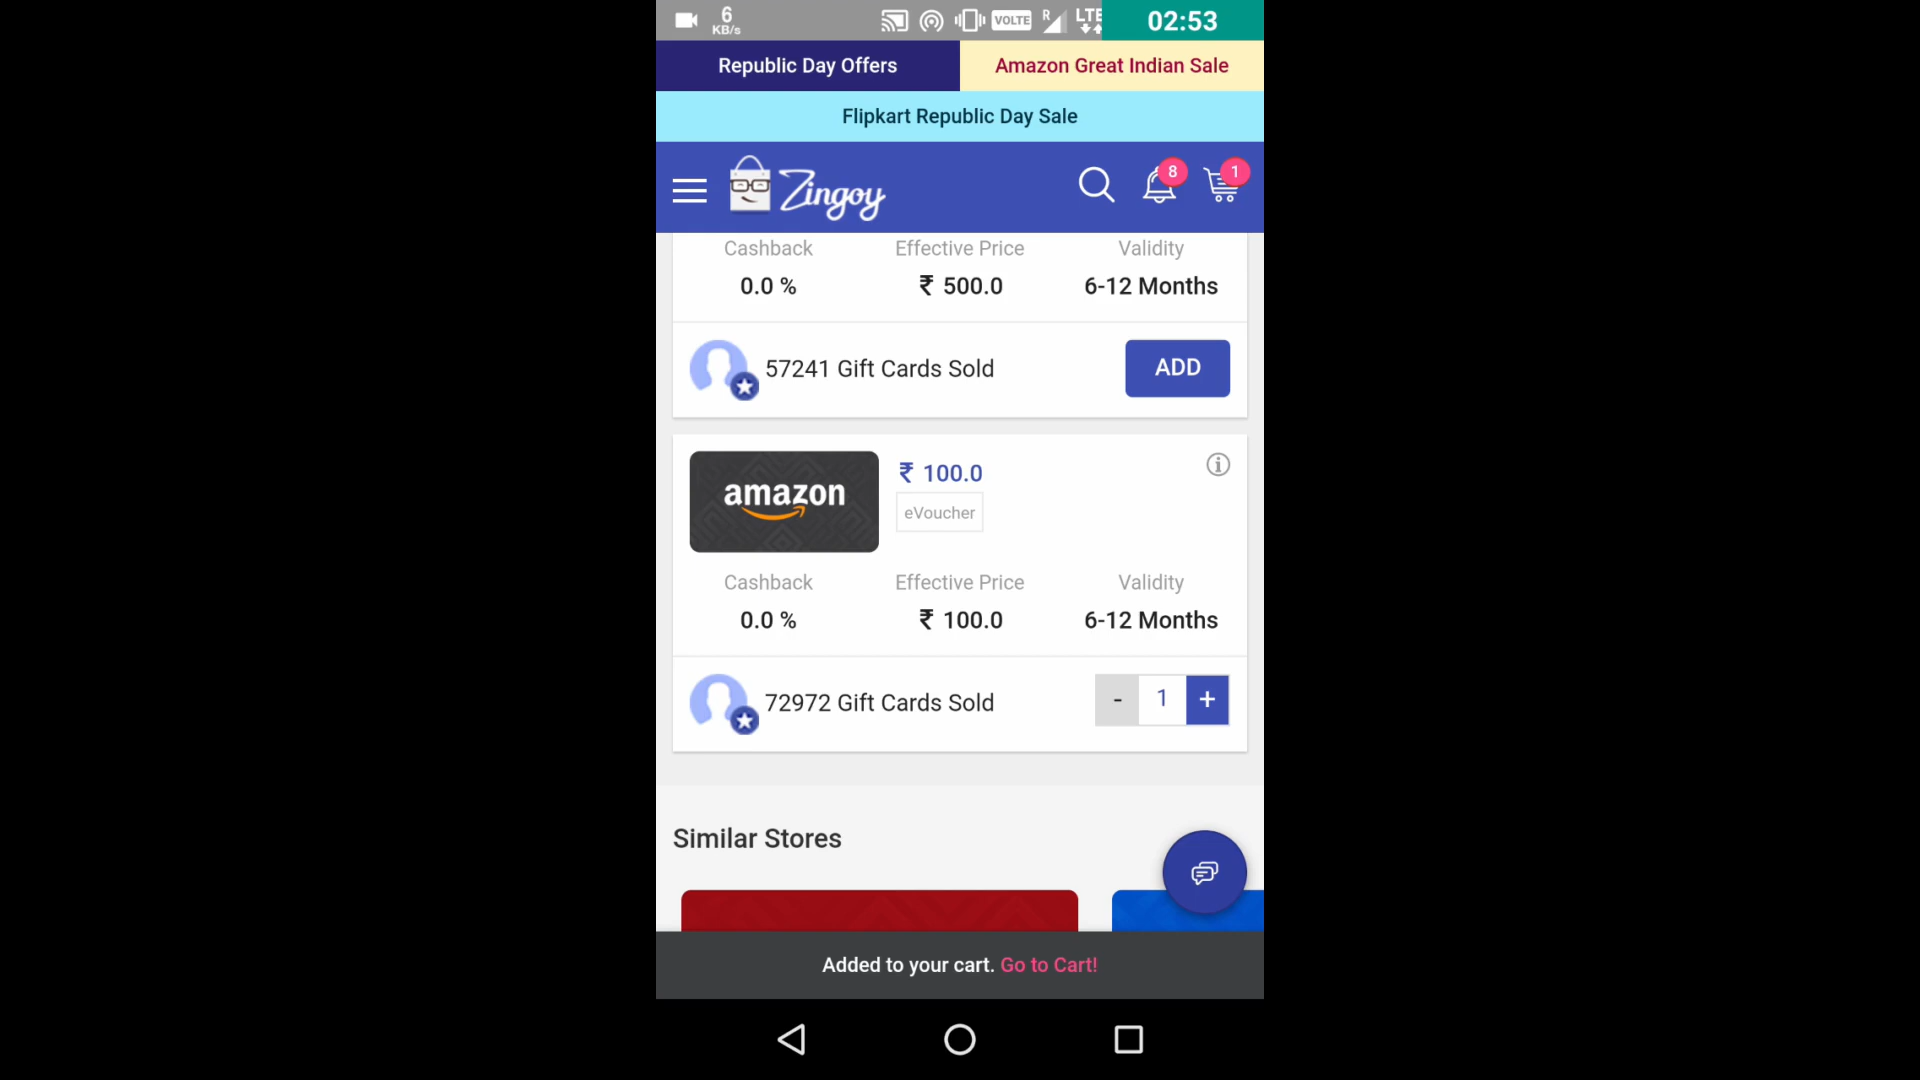 6
KB/s
VOLTE
R
LTE
02:53
Republic Day Offers
Amazon Great Indian Sale
Flipkart Republic Day Sale
Zingoy
8
1
Cashback
Effective Price
Validity
0.0 %
₹ 500.0
6-12 Months
57241 Gift Cards Sold
ADD
amazon
₹ 100.0
eVoucher
Cashback
Effective Price
Validity
0.0 %
₹ 100.0
6-12 Months
72972 Gift Cards Sold
- 1 +
Similar Stores
Added to your cart. Go to Cart!